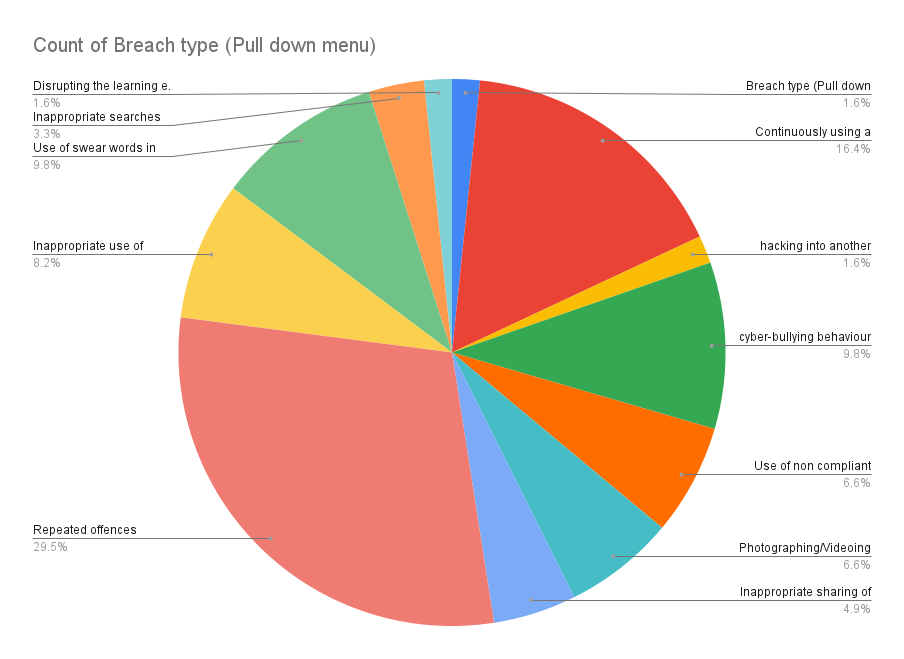 Count of Breach type (Pull down menu)
Disrupting the learning e.
1.6%
Inappropriate searches
3.3%
Use of swear words in
9.8%
Inappropriate use of
8.2%
Repeated offences
29.5%
Breach type (Pull down
1.6%
Continuously using a
16.4%
hacking into another
1.6%
cyber-bullying behaviour
9.8%
Use of non compliant
6.6%
Photographing/Videoing
6.6%
Inappropriate sharing of
4.9%